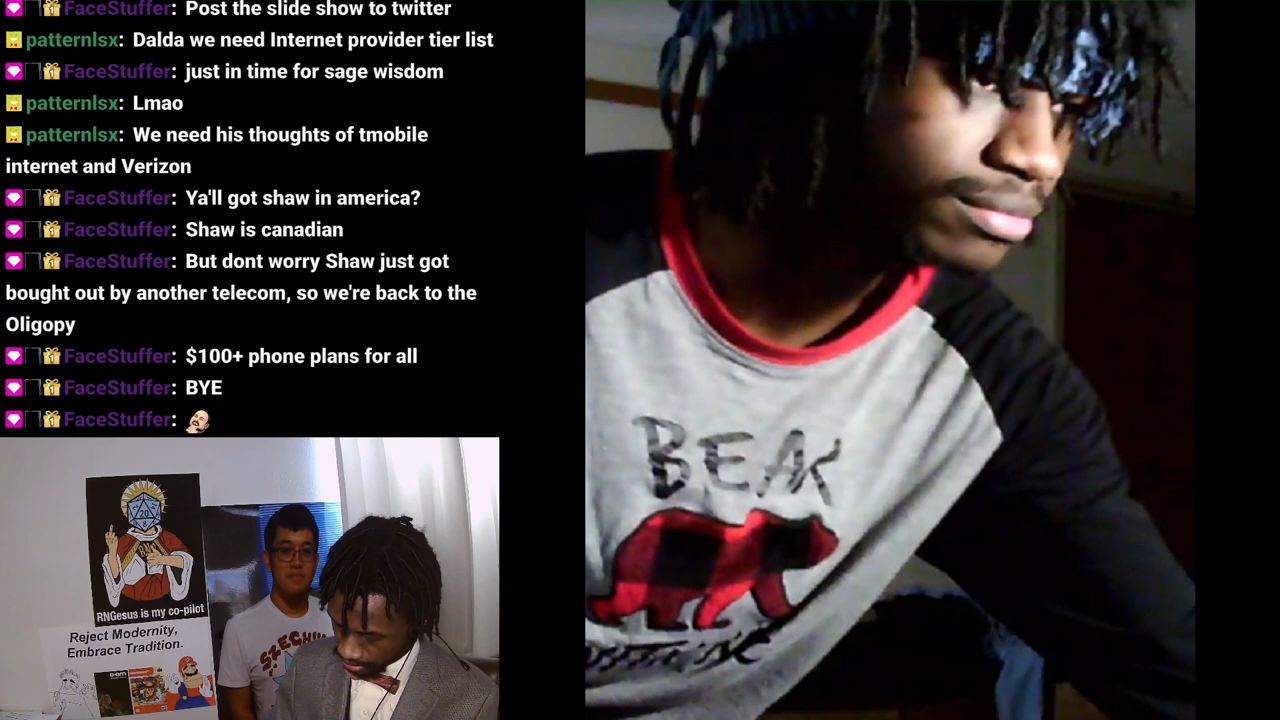 FaceStuffer: Post the slide show to twitter
patternlsx: Dalda we need Internet provider tier list
FaceStuffer: just in time for sage wisdom
patternlsx: Lmao
patternlsx: We need his thoughts of tmobile
internet and Verizon
FaceStuffer: Ya'll got shaw in america?
FaceStuffer: Shaw is canadian
FaceStuffer: But dont worry Shaw just got
bought out by another telecom, so we're back to the
Oligopy
FaceStuffer: $100+ phone plans for all
FaceStuffer: BYE
FaceStuffer:
20
RNGesus is my co-pilot
Reject Modernity,
Embrace Tradition.
BEAR